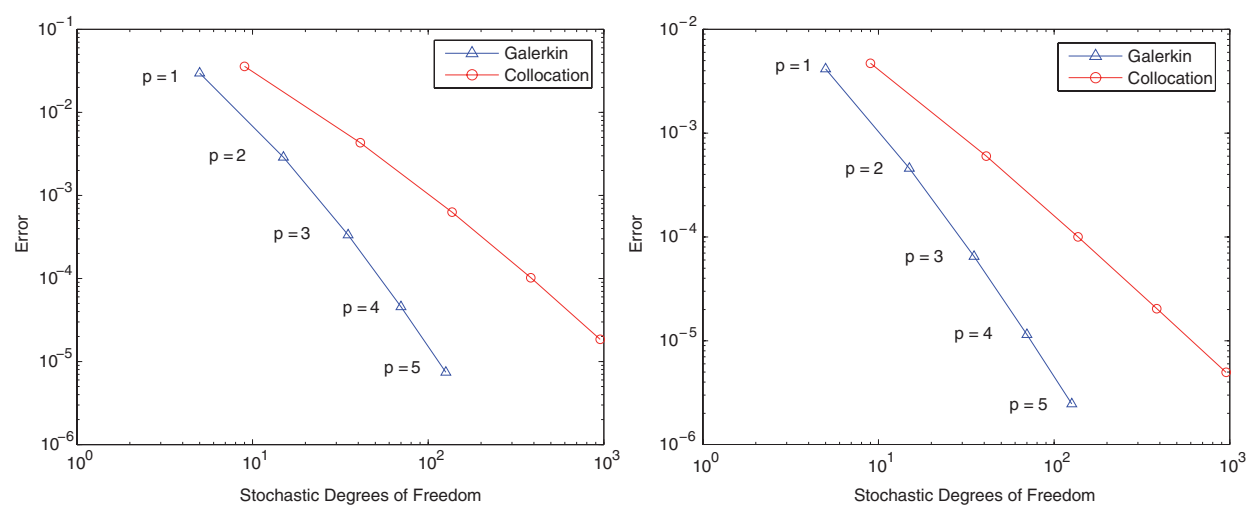 10^-1
10^-2
10^-3
10^-4
10^-5
10^-6
Error
10^0
10^1
10^2
10^3
Stochastic Degrees of Freedom
Galerkin
Collocation
p = 1
p = 2
p = 3
p = 4
p = 5
10^-2
10^-3
10^-4
10^-5
10^-6
Error
10^0
10^1
10^2
10^3
Stochastic Degrees of Freedom
Galerkin
Collocation
p = 1
p = 2
p = 3
p = 4
p = 5